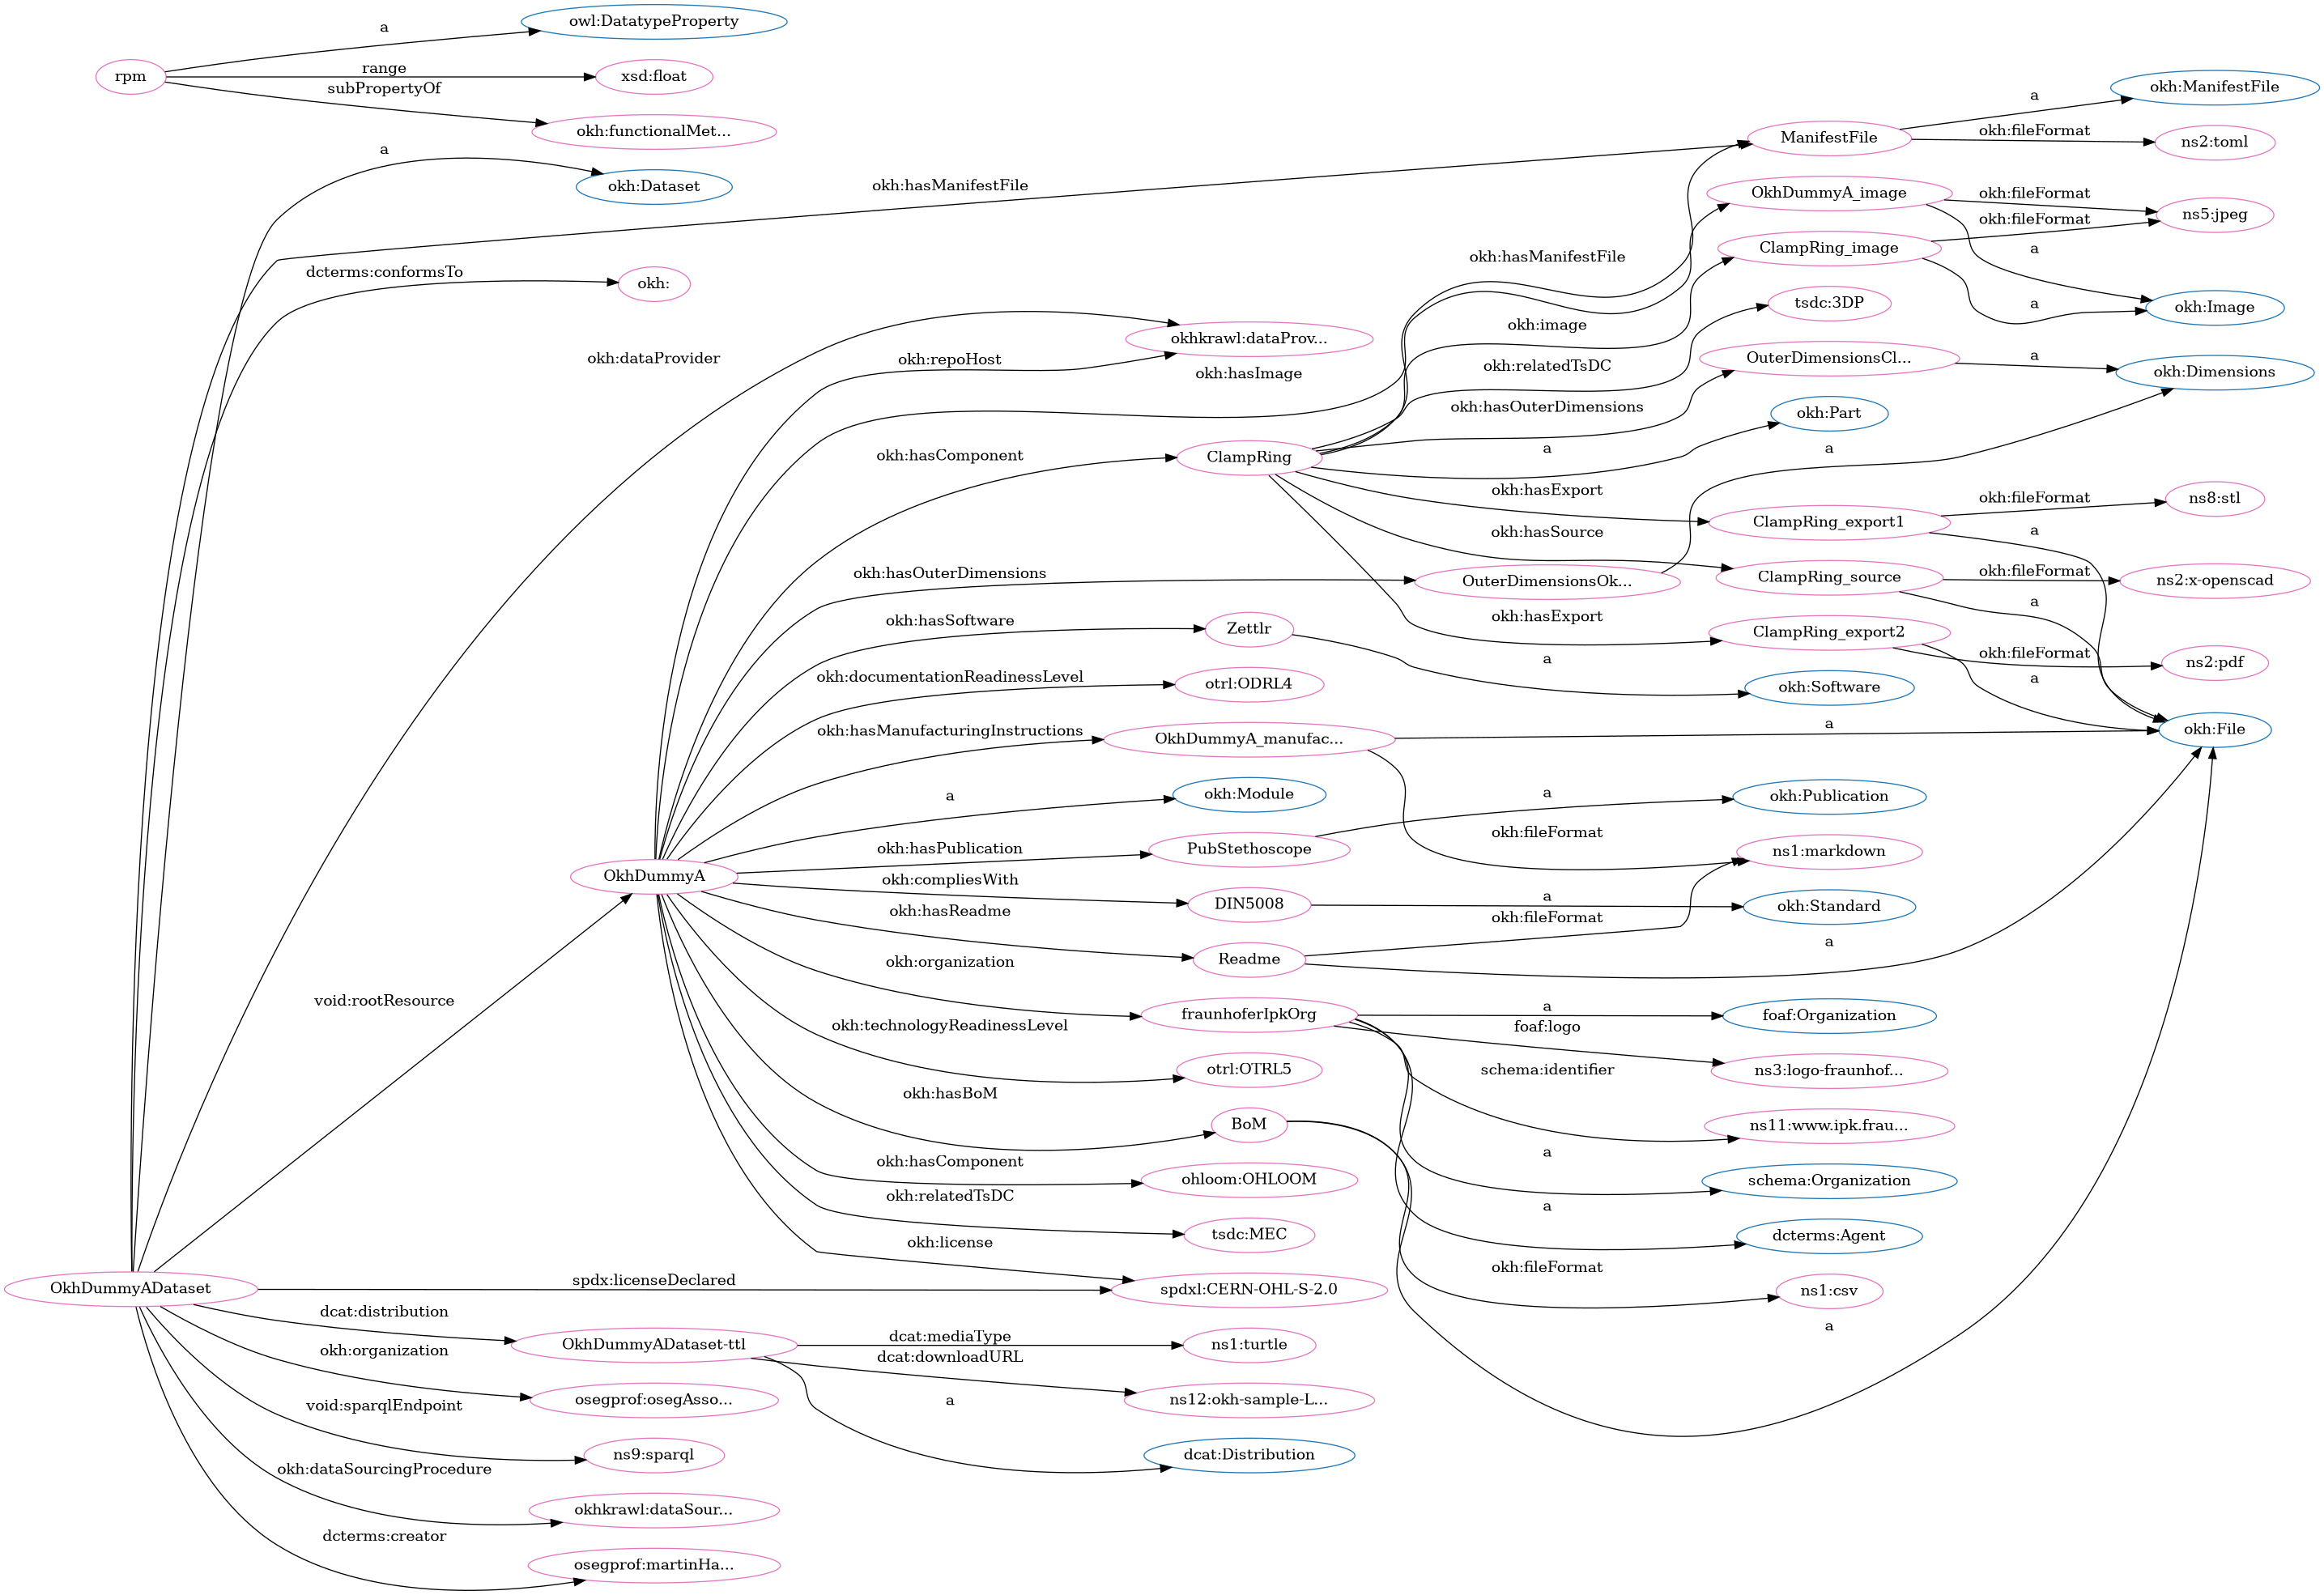 a
owl:DatatypeProperty
rpm
range
xsd:float
subPropertyOf
okh:functionalMet...
a
okh:Dataset
okh:hasManifestFile
dcterms:conformsTo
okh:
okh:dataProvider
okhkrawl:dataProv...
okh:repoHost
okh:hasImage
okh:hasManifestFile
ManifestFile
a
okh:ManifestFile
okh:fileFormat
ns2:toml
OkhDummyA_image
okh:fileFormat
ns5:jpeg
okh:fileFormat
ClampRing_image
a
okh:Image
a
okh:image
tsdc:3DP
okh:relatedTsDC
OuterDimensionsCl...
a
okh:Dimensions
okh:hasOuterDimensions
okh:Part
a
a
okh:hasComponent
ClampRing
okh:hasExport
ClampRing_export1
okh:fileFormat
ns8:stl
a
okh:hasSource
ClampRing_source
okh:fileFormat
ns2:x-openscad
a
okh:hasOuterDimensions
OuterDimensionsOk...
okh:hasExport
ClampRing_export2
okh:fileFormat
ns2:pdf
a
okh:hasSoftware
Zettlr
a
okh:Software
okh:documentationReadinessLevel
otrl:ODRL4
okh:hasManufacturingInstructions
OkhDummyA_manufac...
a
okh:File
a
okh:Module
a
okh:Publication
okh:hasPublication
PubStethoscope
okh:fileFormat
ns1:markdown
OkhDummyA
okh:compliesWith
DIN5008
a
okh:Standard
okh:hasReadme
okh:fileFormat
Readme
a
okh:organization
fraunhoferIpkOrg
a
foaf:Organization
foaf:logo
ns3:logo-fraunhof...
void:rootResource
okh:technologyReadinessLevel
otrl:OTRL5
schema:identifier
ns11:www.ipk.frau...
okh:hasBoM
BoM
a
schema:Organization
okh:hasComponent
ohloom:OHLOOM
a
dcterms:Agent
okh:relatedTsDC
tsdc:MEC
okh:license
okh:fileFormat
ns1:csv
OkhDummyADataset
spdx:licenseDeclared
spdxl:CERN-OHL-S-2.0
a
dcat:distribution
OkhDummyADataset-ttl
dcat:mediaType
ns1:turtle
dcat:downloadURL
ns12:okh-sample-L...
okh:organization
osegprof:osegAsso...
a
dcat:Distribution
void:sparqlEndpoint
ns9:sparql
okh:dataSourcingProcedure
okhkrawl:dataSour...
dcterms:creator
osegprof:martinHa...